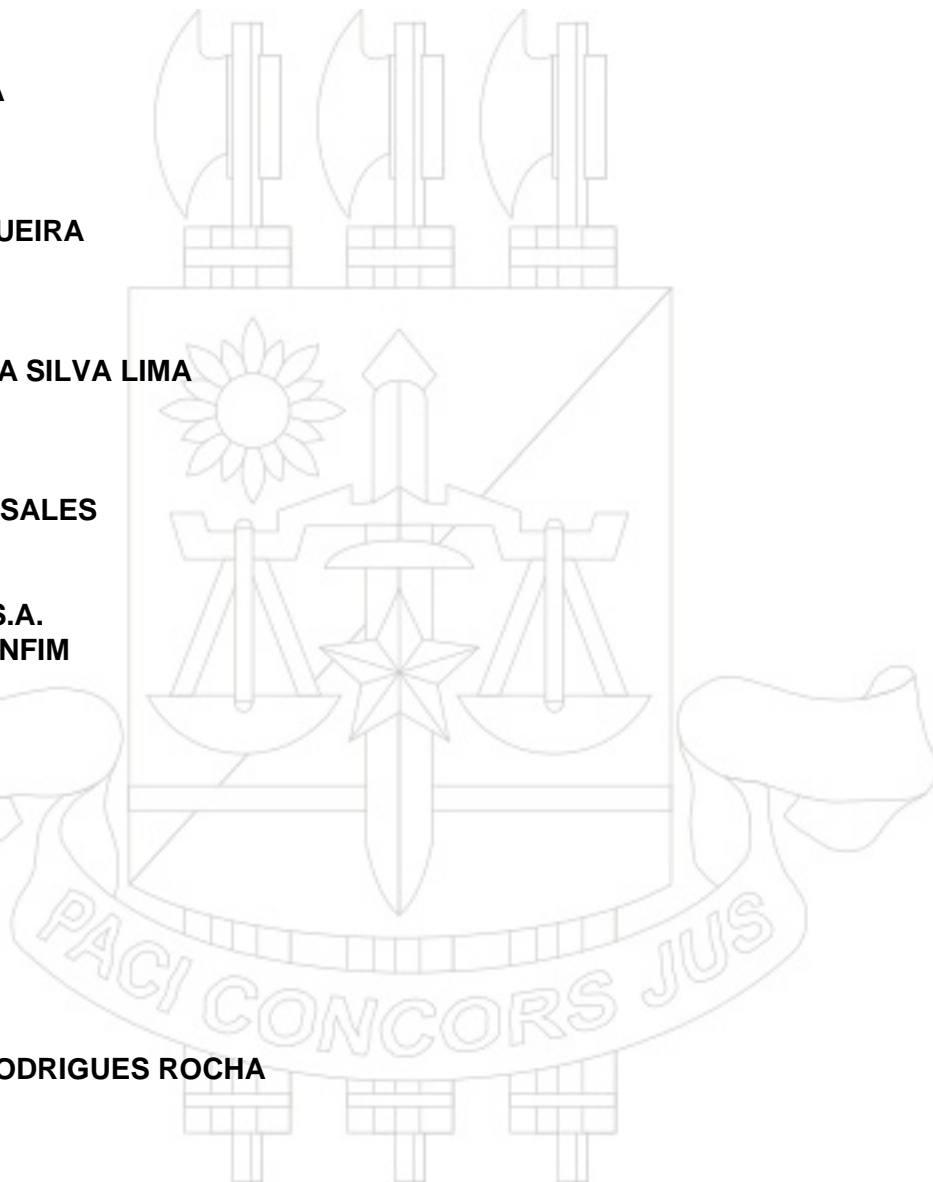 A
UEIRA
A SILVA LIMA
SALES
S.A.
NFIM
PACI CONCORS JUS
ODRIGUES ROCHA